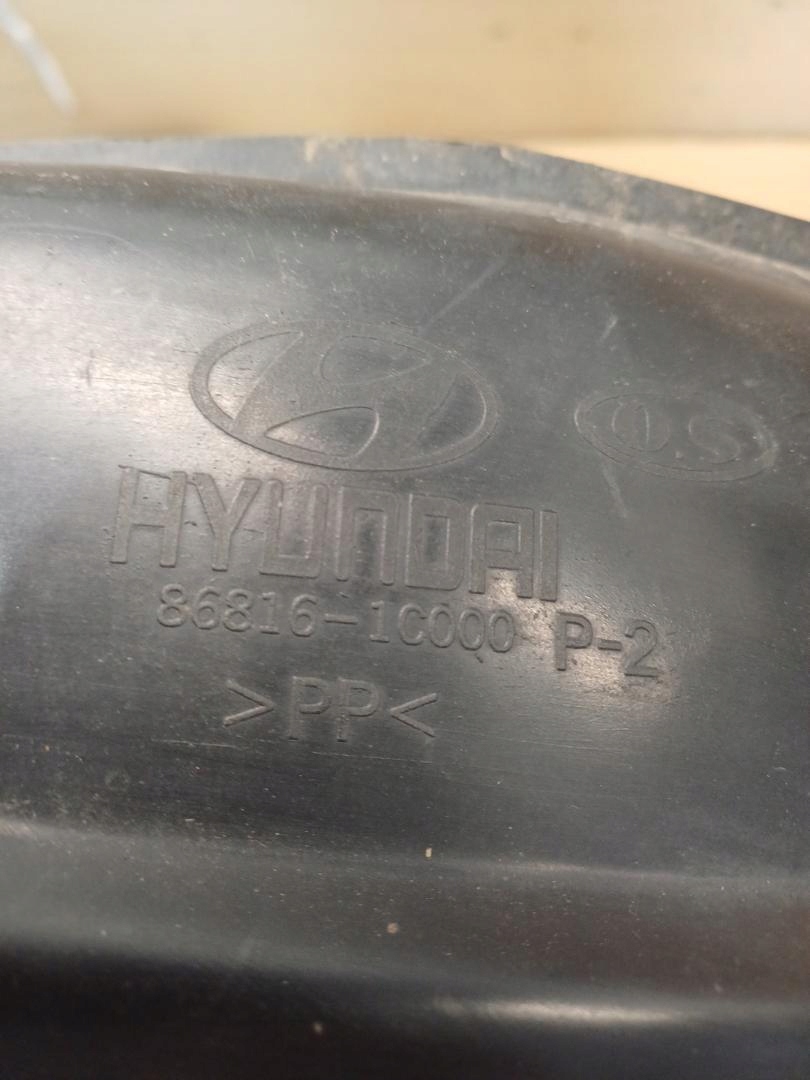 O.S
HYUNDAI
86816-1C000 P-2
>PP<